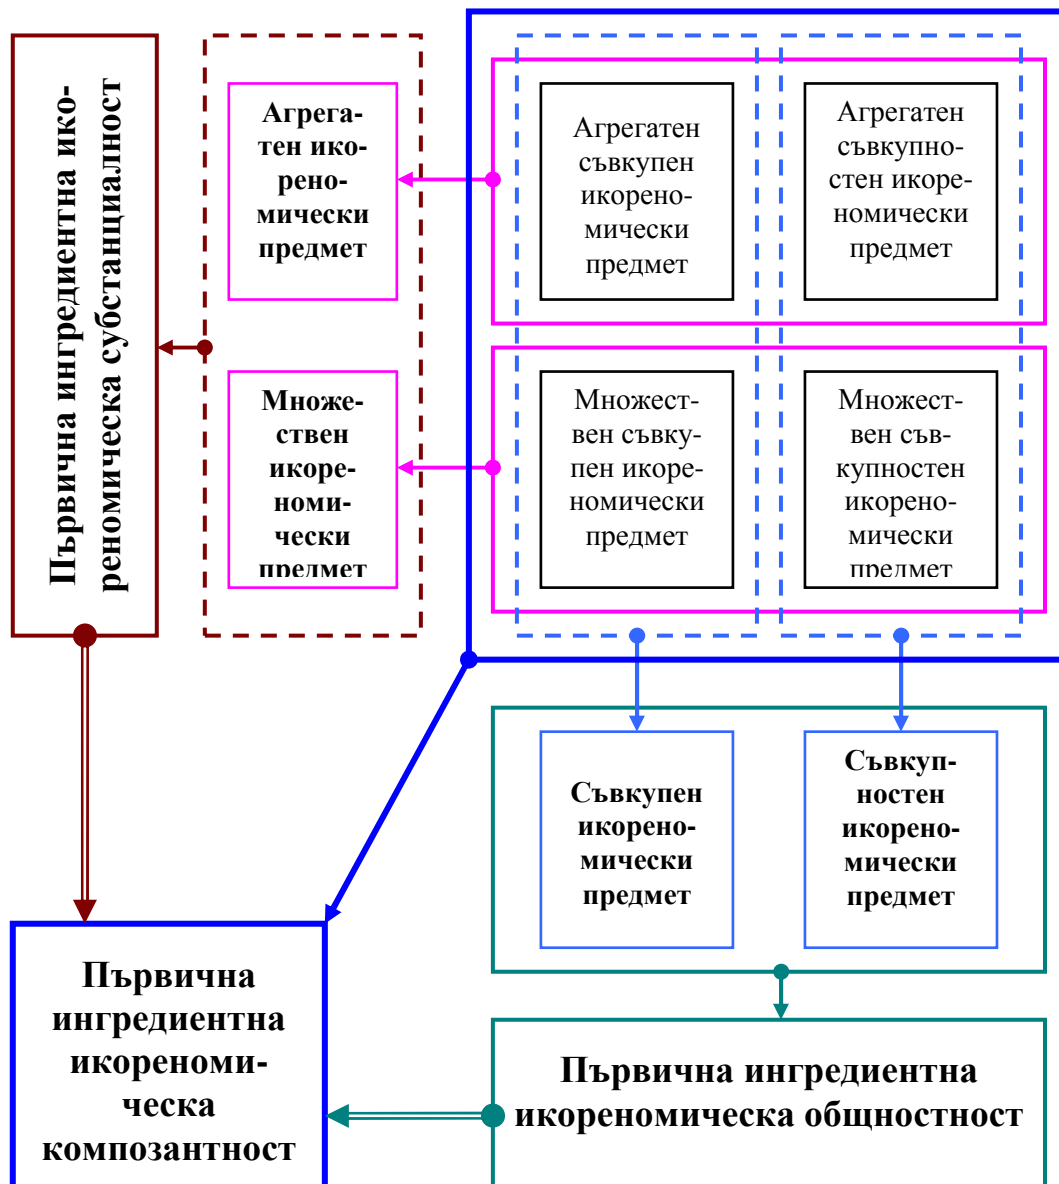 Първична ингредиентна ико-
реномическа субстанциалност
Агрега-
тен ико-
рено-
мически
предмет
Агрегатен
съвкупен
икорено-
мически
предмет
Агрегатен
съвкупно-
стен икоре-
номически
предмет
Множе-
ствен
икоре-
номи-
чески
предмет
Множест-
вен съвку-
пен икоре-
номически
предмет
Множест-
вен съв-
купностен
икорено-
мически
предмет
Съвкупен
икорено-
мически
предмет
Съвкуп-
ностен
икорено-
мически
предмет
Първична
ингредиентна
икореноми-
ческа
композантност
Първична ингредиентна
икореномическа общностност